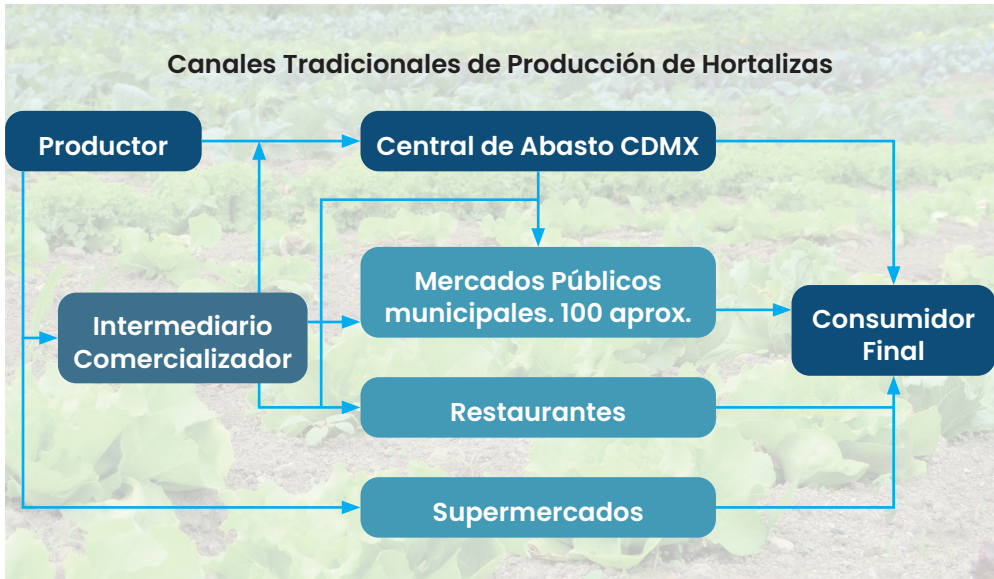 Canales Tradicionales de Producción de Hortalizas
Productor
Central de Abasto CDMX
Mercados Públicos
municipales. 100 aprox.
Intermediario
Comercializador
Consumidor
Final
Restaurantes
Supermercados